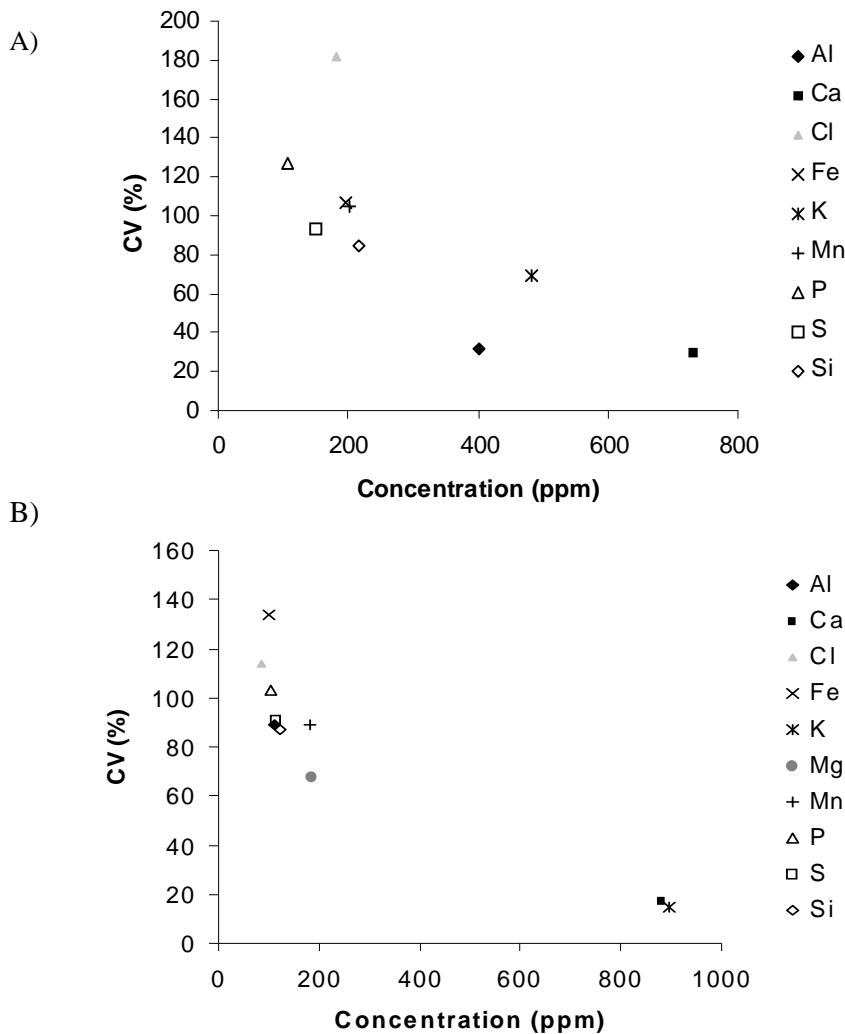 A)
200
180
160
140
120
100
80
60
40
20
0
CV (%)
0 200 400 600 800
Concentration (ppm)
Al
Ca
Cl
Fe
K
Mn
P
S
Si
B)
160
140
120
100
80
60
40
20
0
CV (%)
0 200 400 600 800 1000
Concentration (ppm)
Al
Ca
Cl
Fe
K
Mg
Mn
P
S
Si